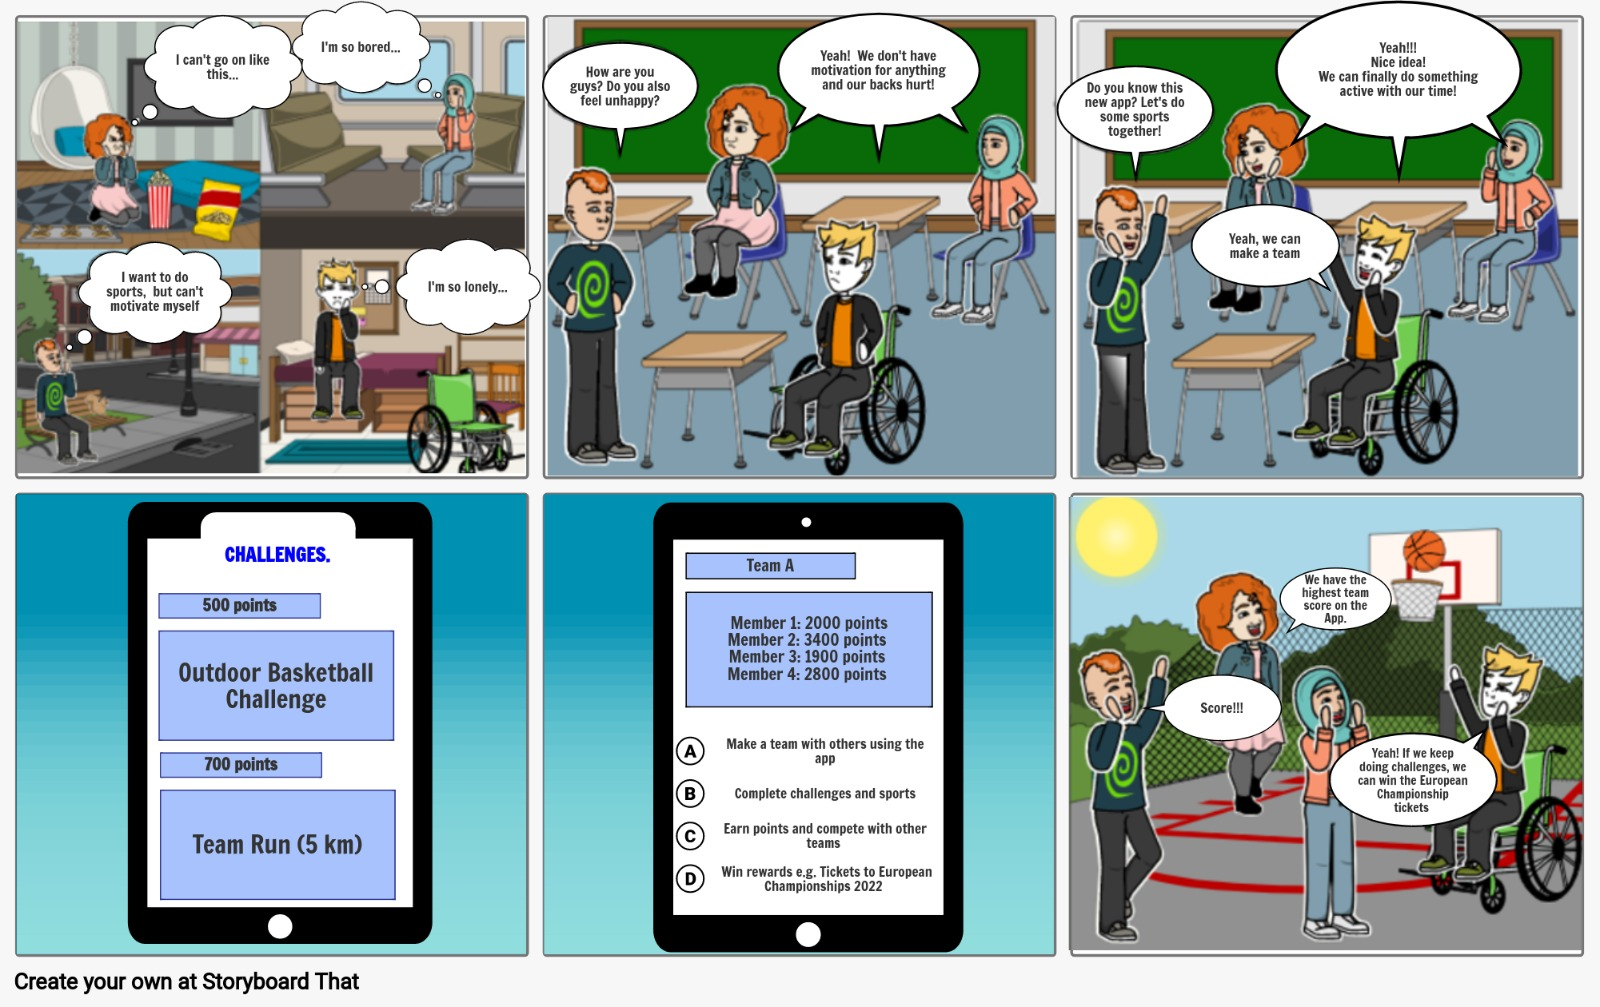 I can't go on like
this...
I'm so bored...
I want to do
sports,  but can't
motivate myself
I'm so lonely...
How are you
guys? Do you also
feel unhappy?
Yeah!  We don't have
motivation for anything
and our backs hurt!
Do you know this
new app? Let's do
some sports
together!
Yeah!!!
Nice idea!
We can finally do something
active with our time!
Yeah, we can
make a team
CHALLENGES.
500 points
Outdoor Basketball
Challenge
700 points
Team Run (5 km)
Team A
Member 1: 2000 points
Member 2: 3400 points
Member 3: 1900 points
Member 4: 2800 points
A
Make a team with others using the
app
B
Complete challenges and sports
C
Earn points and compete with other
teams
D
Win rewards e.g. Tickets to European
Championships 2022
We have the
highest team
score on the
App.
Score!!!
Yeah! If we keep
doing challenges, we
can win the European
Championship
tickets
Create your own at Storyboard That